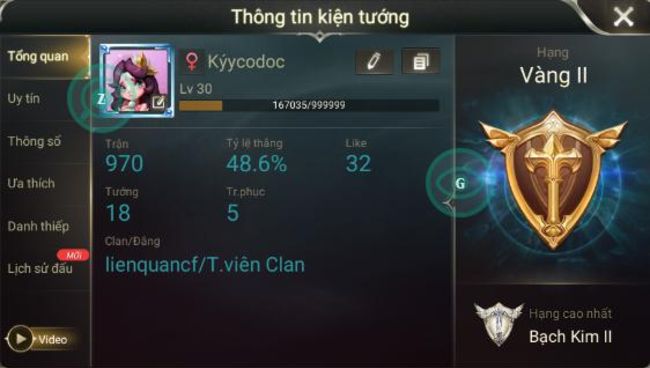 Thông tin kiện tướng
Tổng quan
Uy tín
Thông số
Ưa thích
Danh thiếp
Lịch sử đấu
MỚI
Video
Z
Kýycodoc
Lv 30
167035/999999
Trận
Tỷ lệ thắng
Like
970
48.6%
32
Tướng
Tr.phục
18
5
Clan/Đảng
lienquancf/T.viên Clan
G
Hạng
Vàng II
Hạng cao nhất
Bạch Kim II